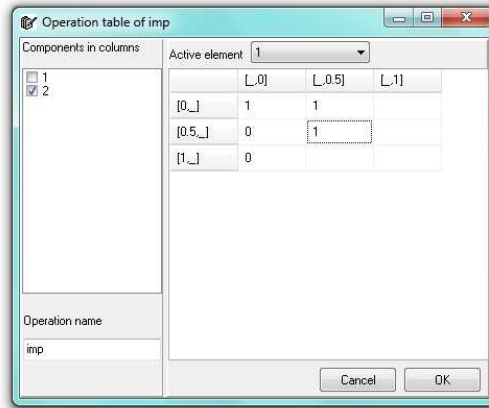 Operation table of imp
Components in columns
1
2
Operation name
imp
Active element 1
[_,0] [_,0.5] [_,1]
[0,_] 1 1
[0.5,_] 0 1
[1,_] 0
Cancel OK